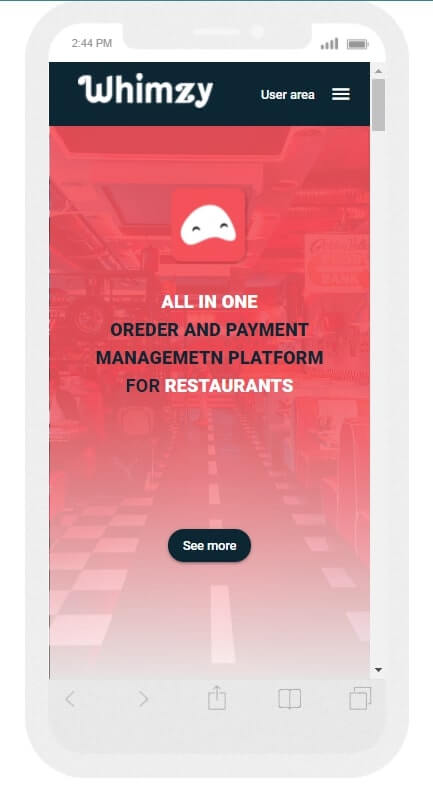 2:44 PM
Whimzy
User area
ALL IN ONE
OREDER AND PAYMENT
MANAGEMETN PLATFORM
FOR RESTAURANTS
See more